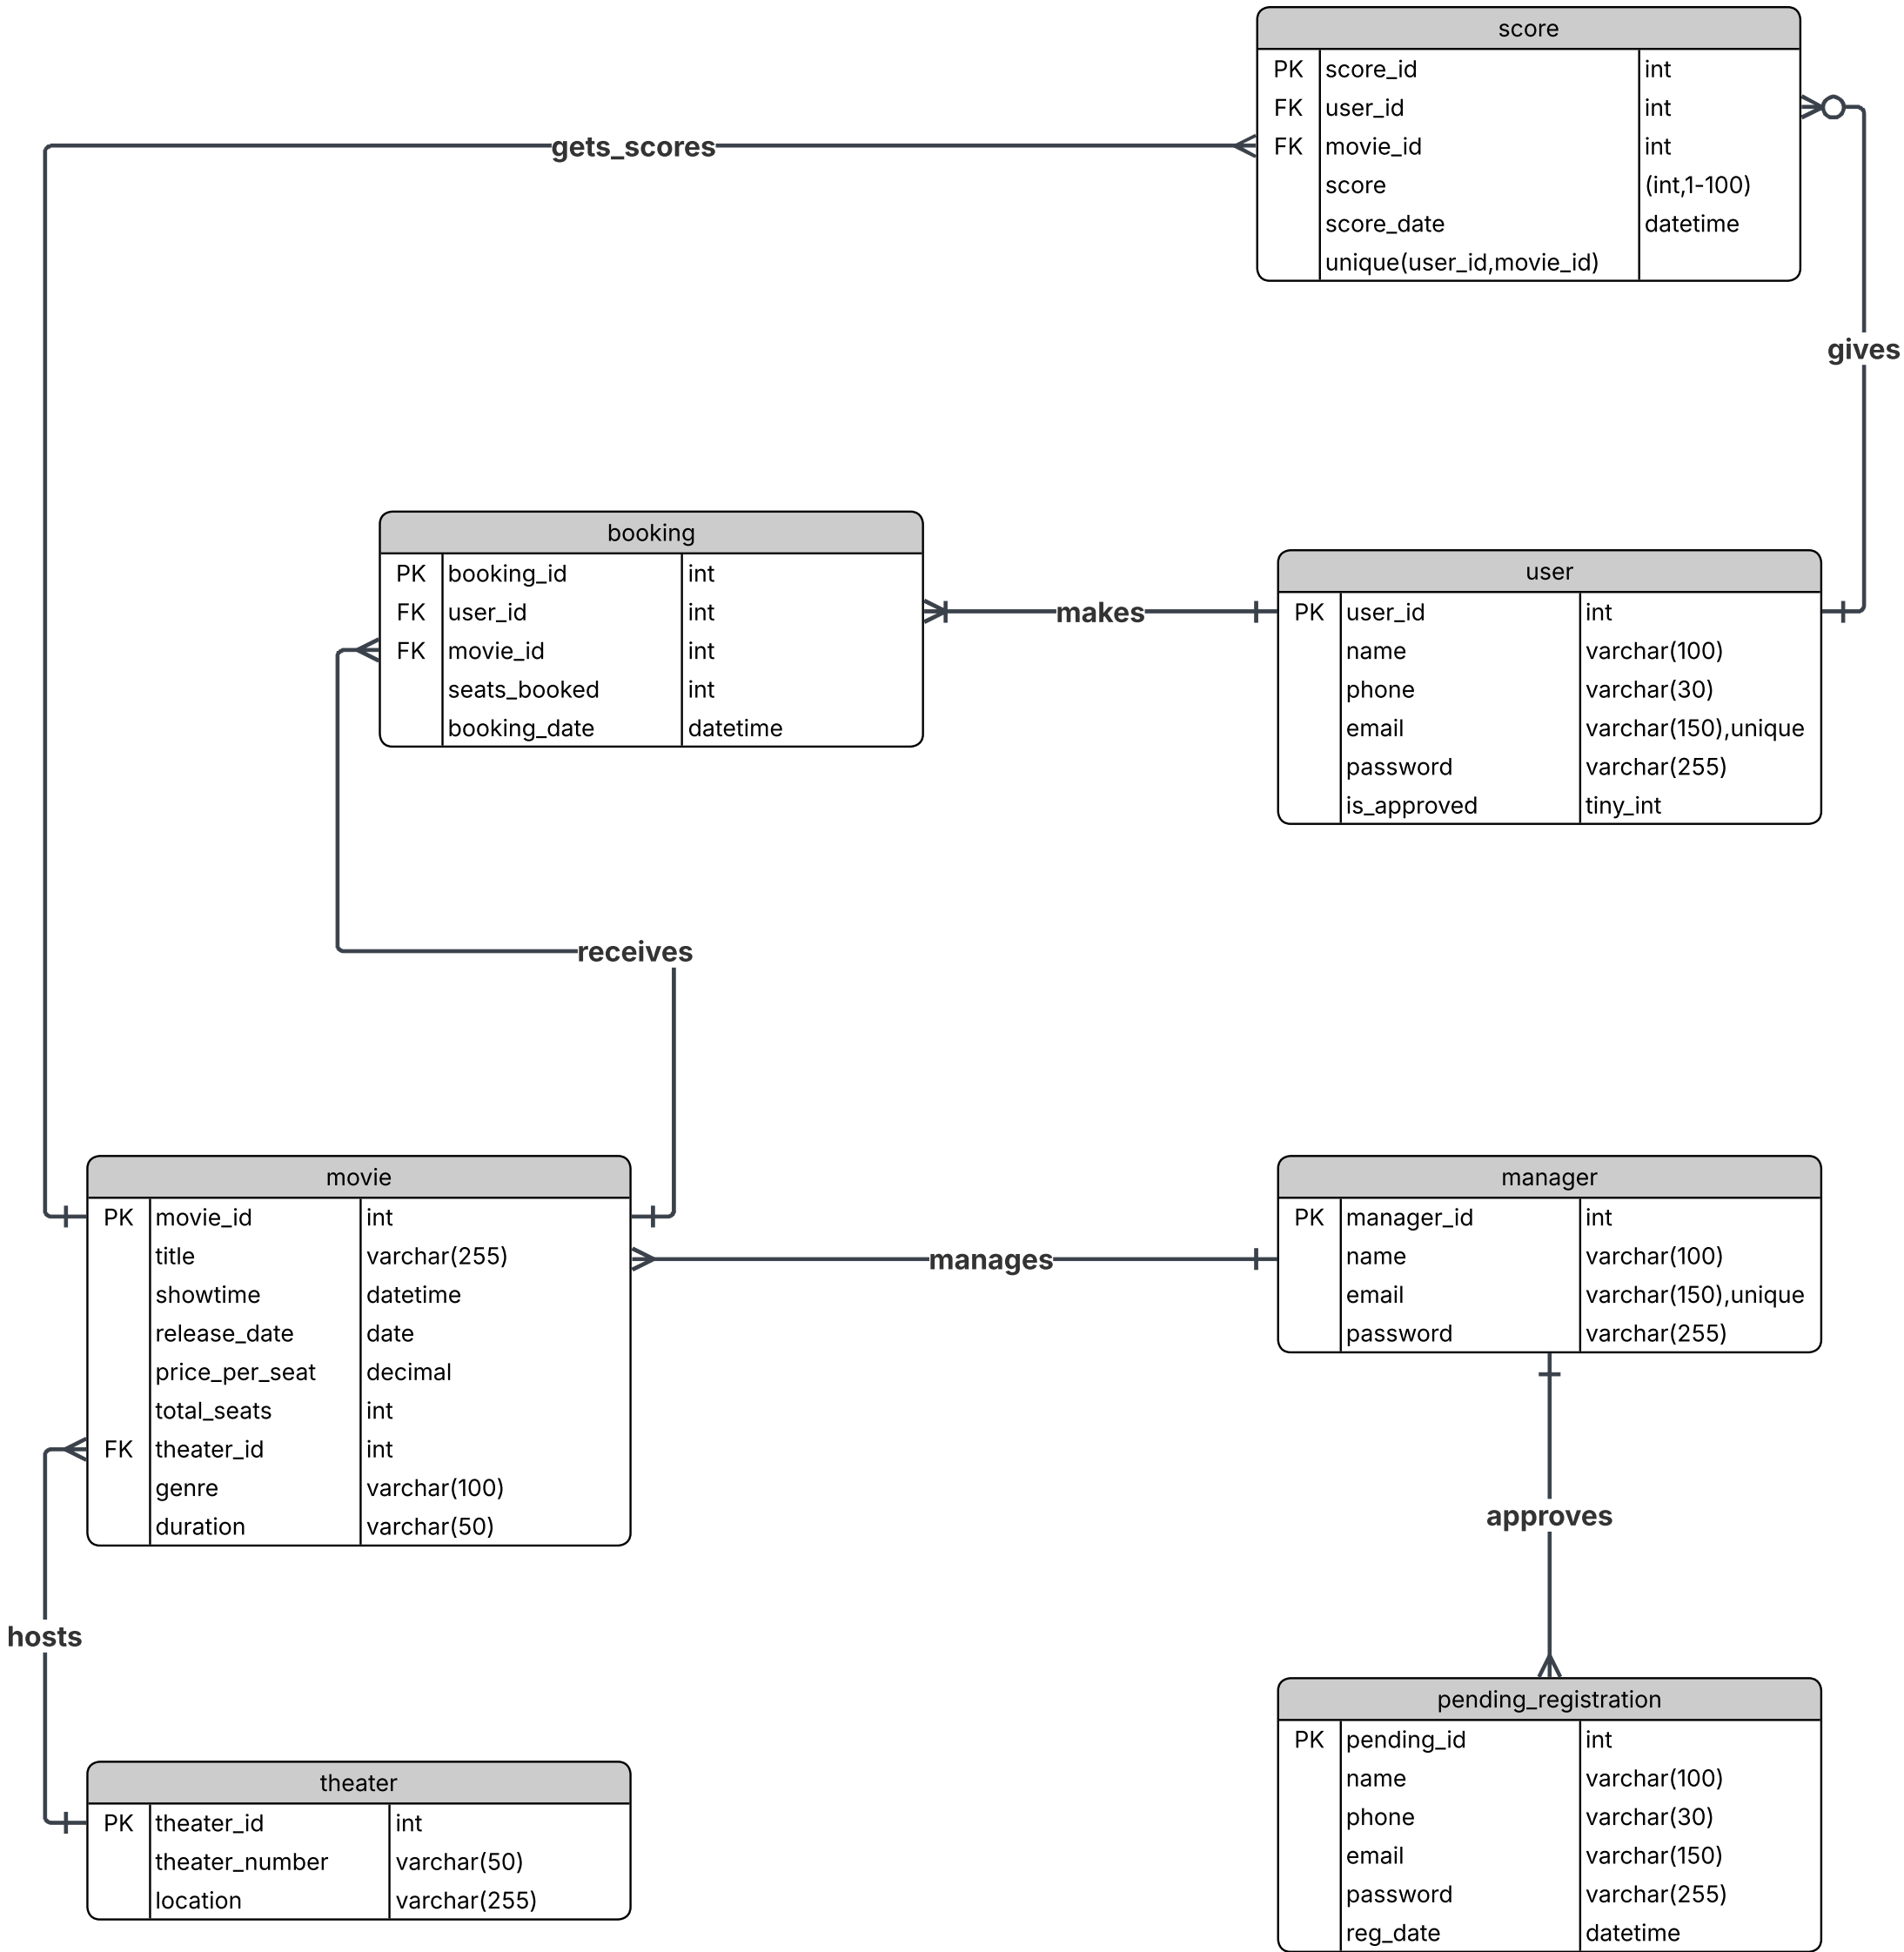 score
PK score_id int
FK user_id int
FK movie_id int
score (int,1-100)
score_date datetime
unique(user_id,movie_id)
gets_scores
gives
booking
PK booking_id int
FK user_id int
FK movie_id int
seats_booked int
booking_date datetime
makes
user
PK user_id int
name varchar(100)
phone varchar(30)
email varchar(150),unique
password varchar(255)
is_approved tiny_int
receives
movie
PK movie_id int
title varchar(255)
showtime datetime
release_date date
price_per_seat decimal
total_seats int
FK theater_id int
genre varchar(100)
duration varchar(50)
manages
manager
PK manager_id int
name varchar(100)
email varchar(150),unique
password varchar(255)
approves
hosts
theater
PK theater_id int
theater_number varchar(50)
location varchar(255)
pending_registration
PK pending_id int
name varchar(100)
phone varchar(30)
email varchar(150)
password varchar(255)
reg_date datetime